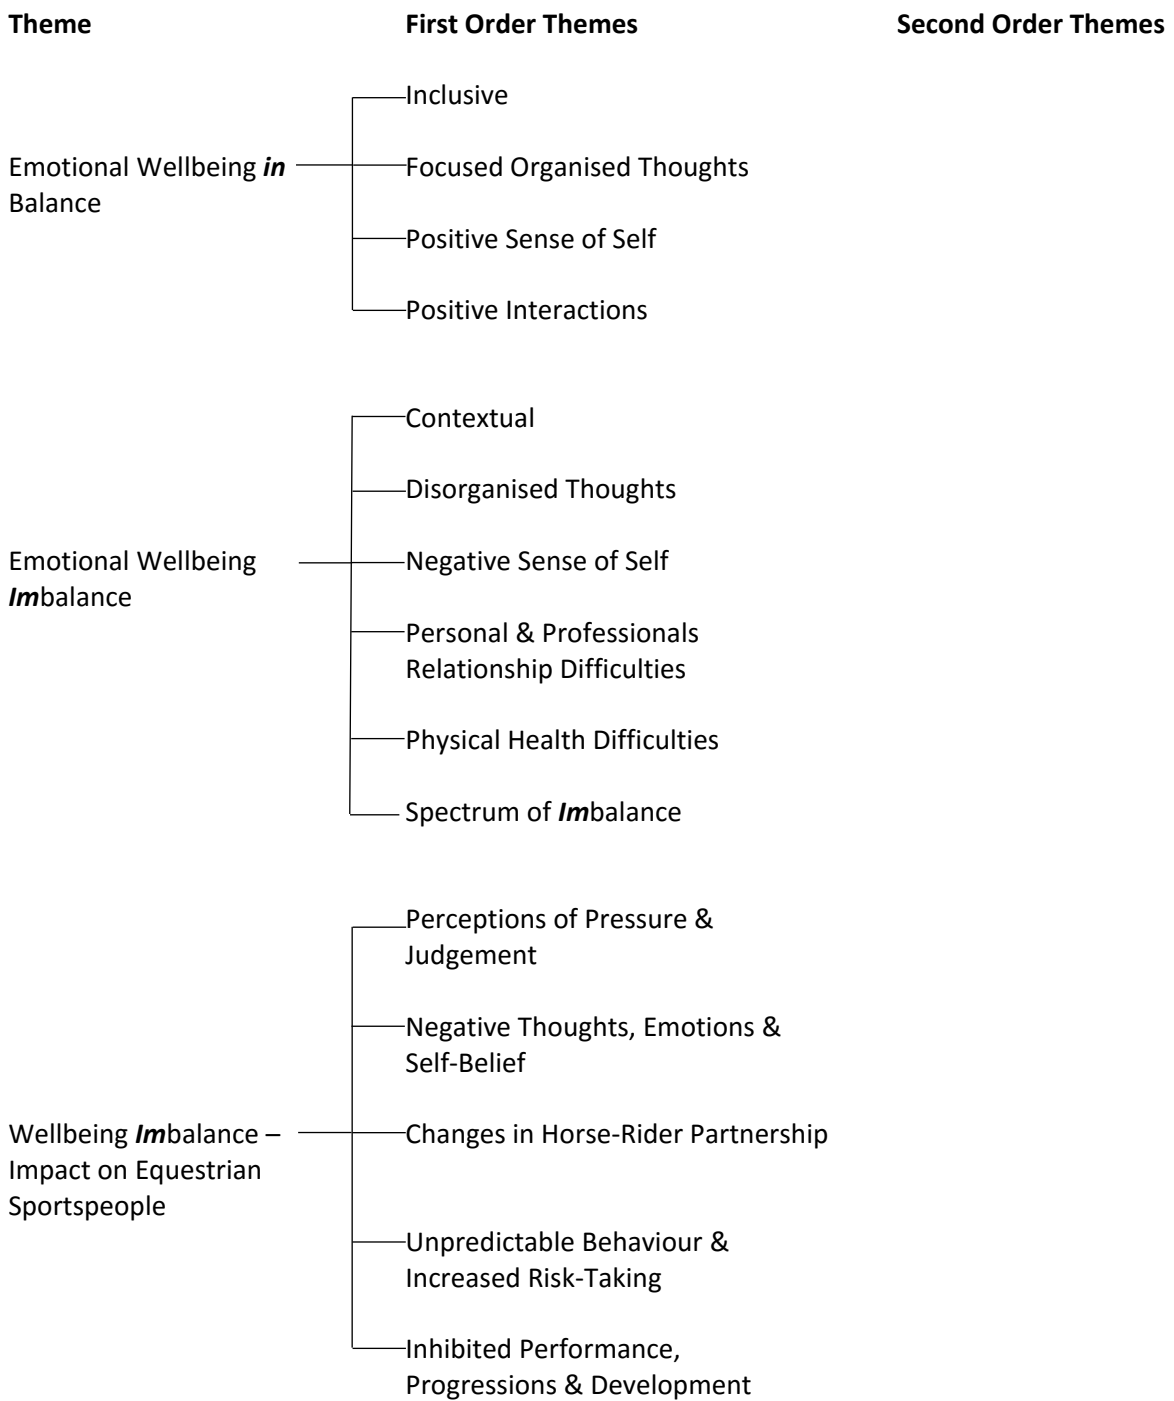 Theme First Order Themes Second Order Themes
Inclusive
Emotional Wellbeing in
Balance
Focused Organised Thoughts
Positive Sense of Self
Positive Interactions
Contextual
Disorganised Thoughts
Emotional Wellbeing
Imbalance
Negative Sense of Self
Personal & Professionals
Relationship Difficulties
Physical Health Difficulties
Spectrum of Imbalance
Perceptions of Pressure &
Judgement
Negative Thoughts, Emotions &
Self-Belief
Wellbeing Imbalance –
Impact on Equestrian
Sportspeople
Changes in Horse-Rider Partnership
Unpredictable Behaviour &
Increased Risk-Taking
Inhibited Performance,
Progressions & Development